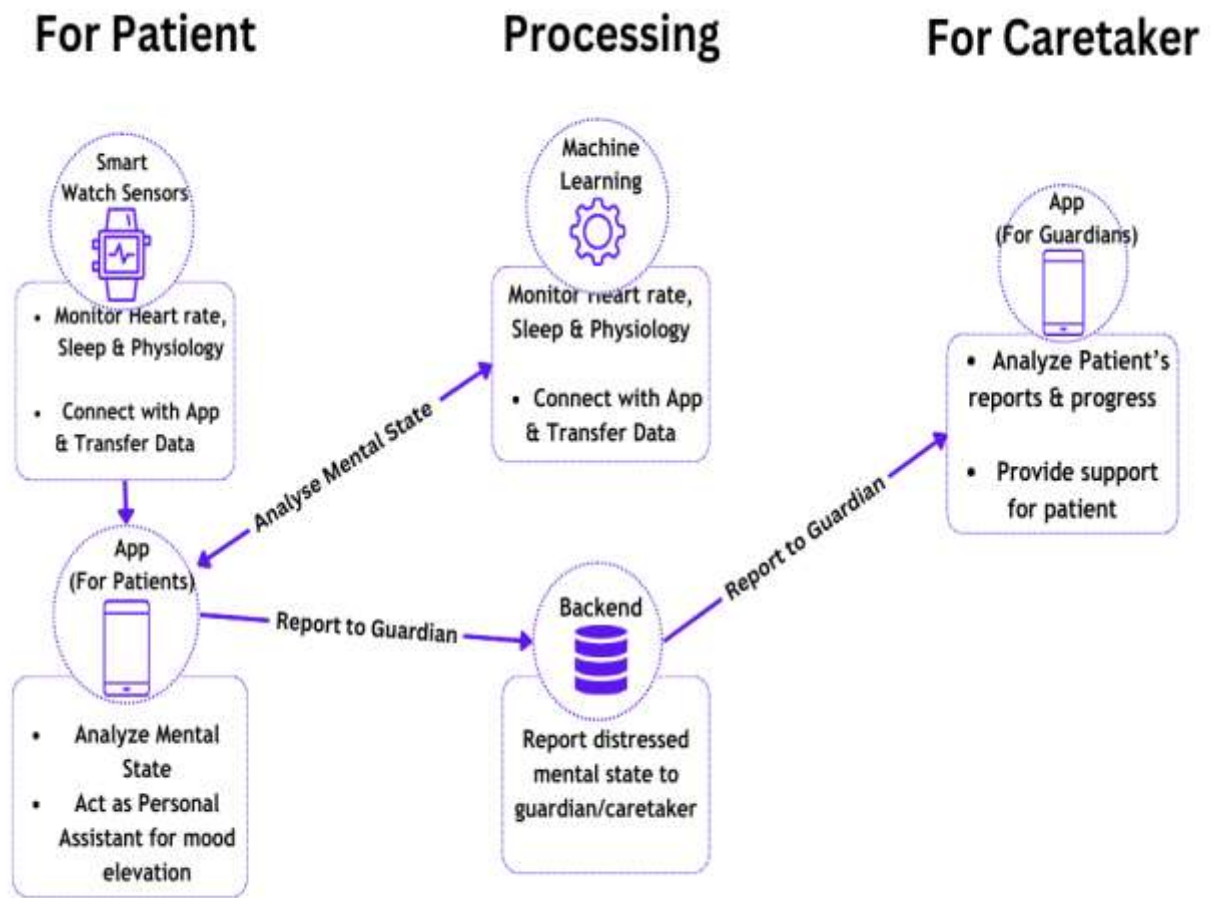 For Patient
Processing
For Caretaker
Smart
Watch Sensors
• Monitor Heart rate,
Sleep & Physiology
• Connect with App
& Transfer Data
Machine
Learning
Monitor Heart rate,
Sleep & Physiology
• Connect with App
& Transfer Data
App
(For Guardians)
• Analyze Patient's
reports & progress
• Provide support
for patient
Analyse Mental State
App
(For Patients)
• Analyze Mental
State
• Act as Personal
Assistant for mood
elevation
Report to Guardian
Backend
Report distressed
mental state to
guardian/caretaker
Report to Guardian